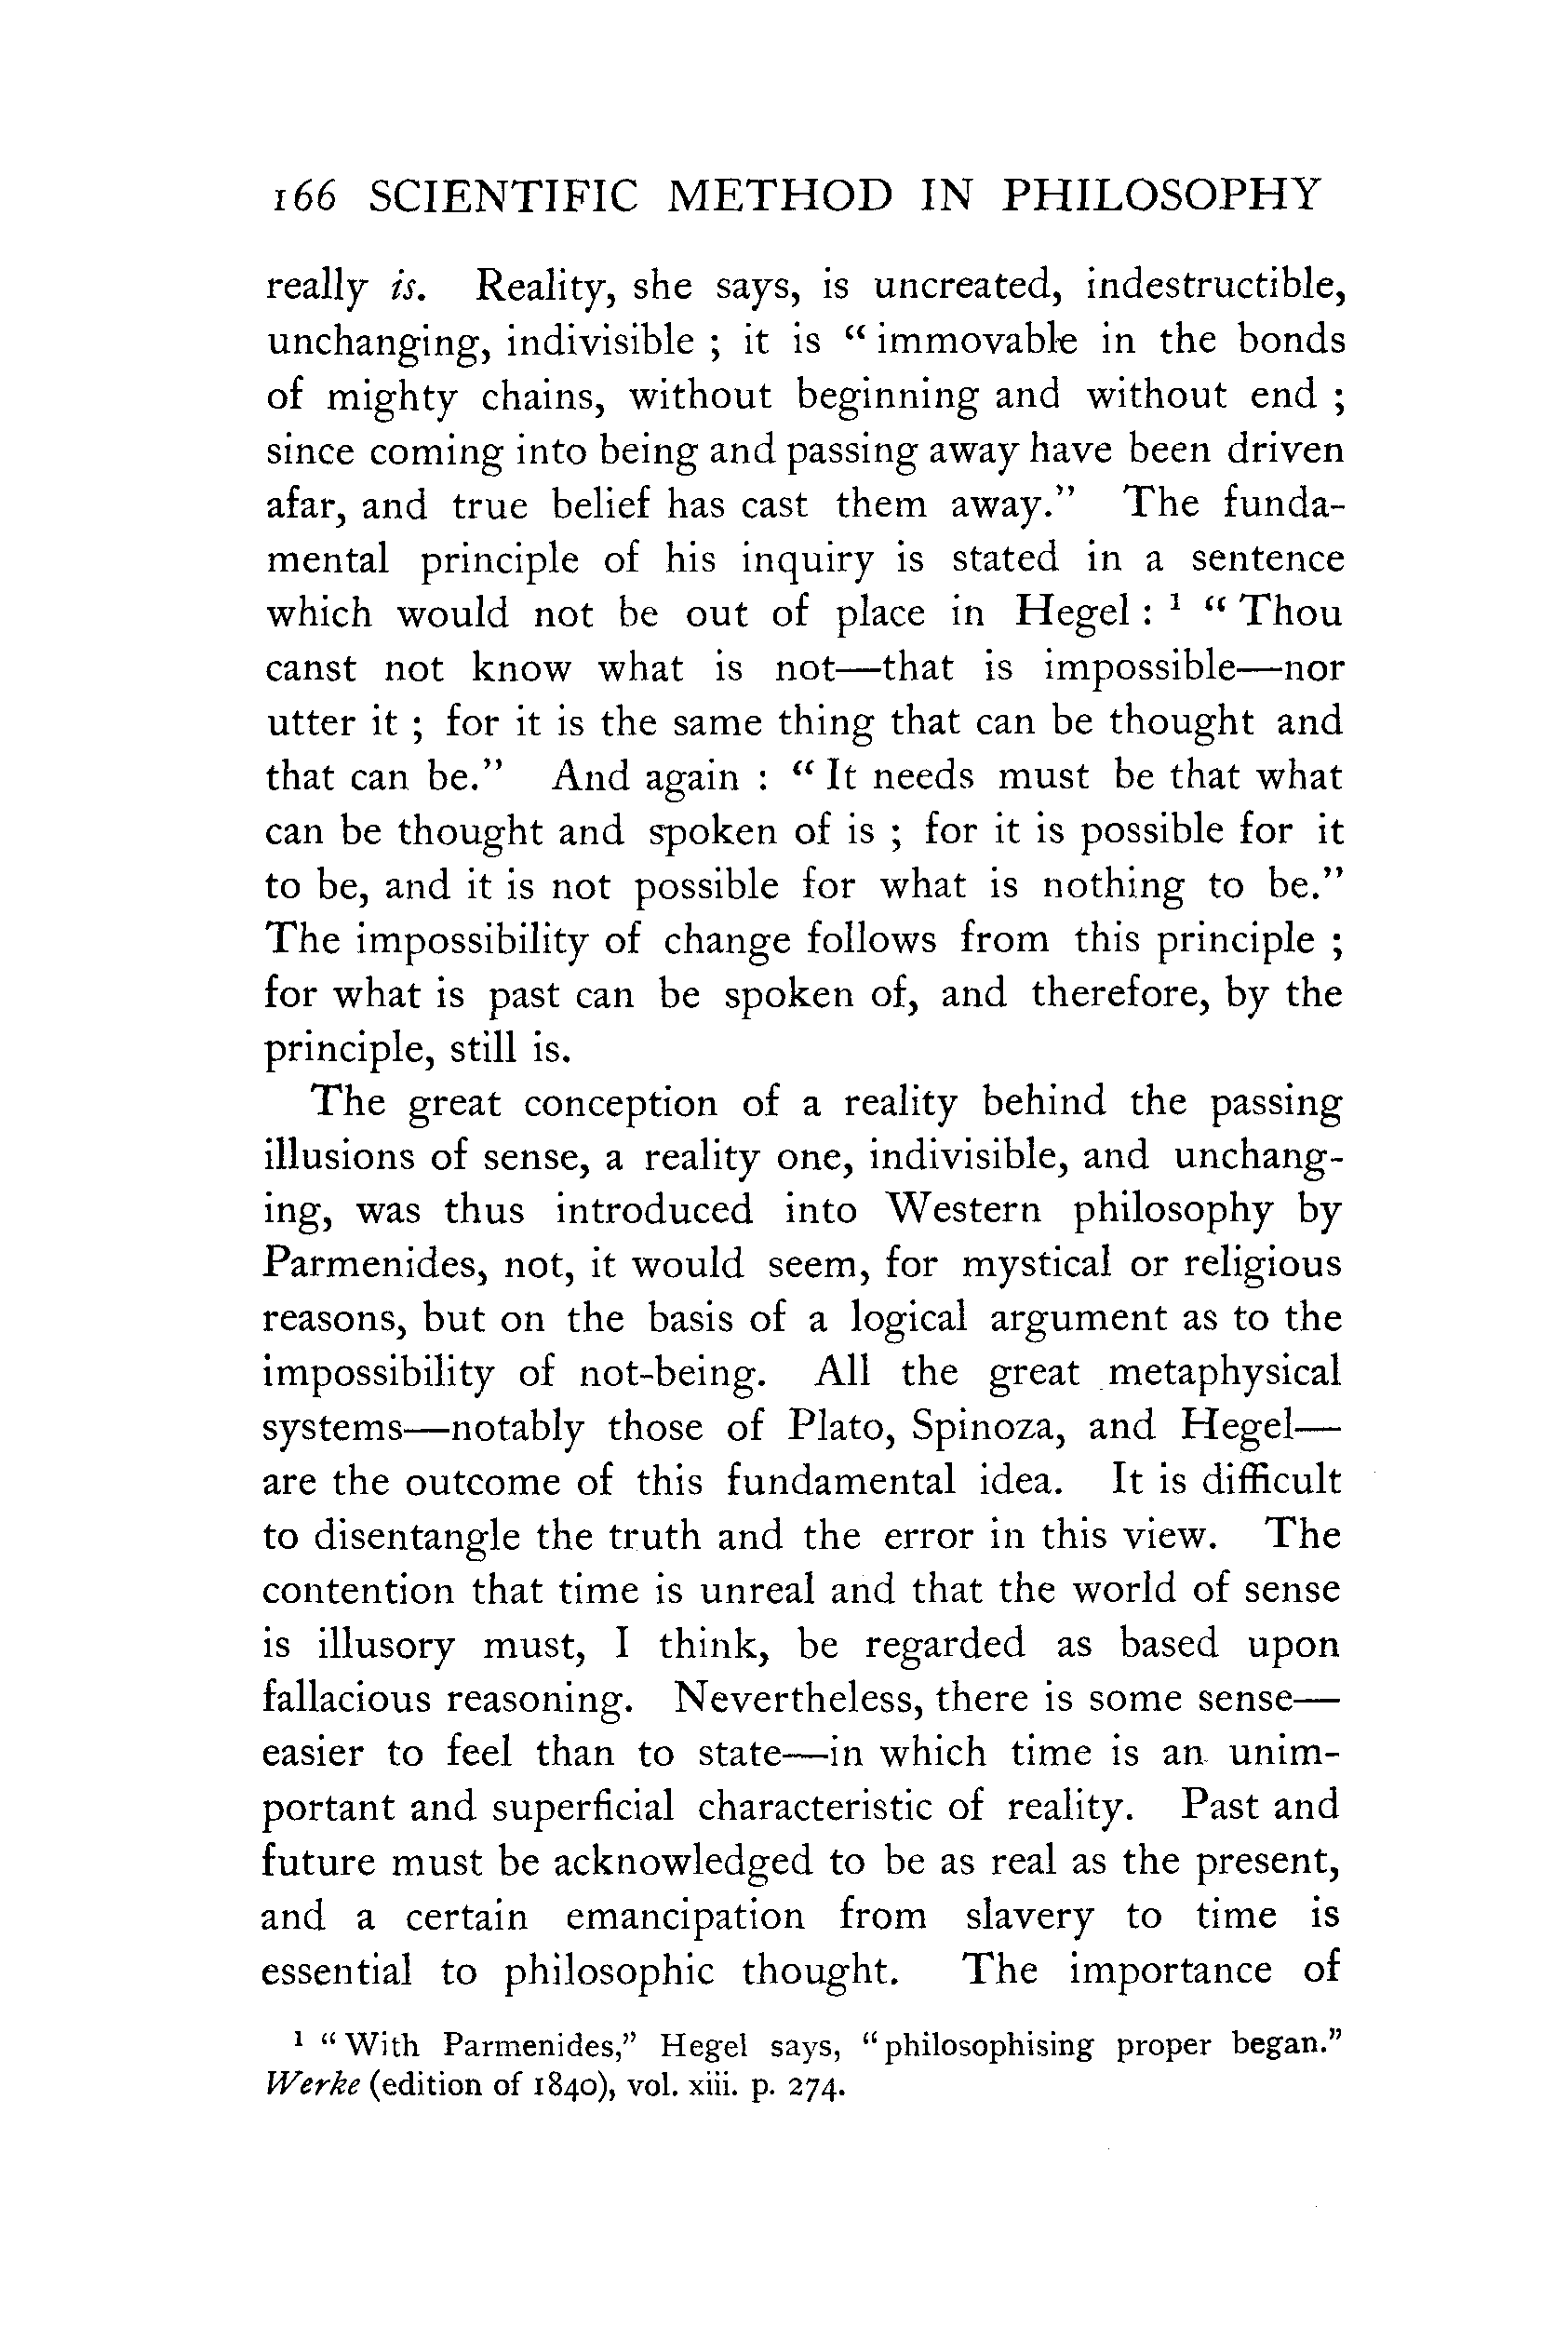 166 SCIENTIFIC METHOD IN PHILOSOPHY
really is. Reality, she says, is uncreated, indestructible,
unchanging, indivisible ; it is “ immovable in the bonds
of mighty chains, without beginning and without end ;
since coming into being and passing away have been driven
afar, and true belief has cast them away.” The funda-
mental principle of his inquiry is stated in a sentence
which would not be out of place in Hegel : ¹ “ Thou
canst not know what is not—that is impossible—nor
utter it ; for it is the same thing that can be thought and
that can be.” And again : “ It needs must be that what
can be thought and spoken of is ; for it is possible for it
to be, and it is not possible for what is nothing to be.”
The impossibility of change follows from this principle ;
for what is past can be spoken of, and therefore, by the
principle, still is.
The great conception of a reality behind the passing
illusions of sense, a reality one, indivisible, and unchang-
ing, was thus introduced into Western philosophy by
Parmenides, not, it would seem, for mystical or religious
reasons, but on the basis of a logical argument as to the
impossibility of not-being. All the great metaphysical
systems—notably those of Plato, Spinoza, and Hegel—
are the outcome of this fundamental idea. It is difficult
to disentangle the truth and the error in this view. The
contention that time is unreal and that the world of sense
is illusory must, I think, be regarded as based upon
fallacious reasoning. Nevertheless, there is some sense—
easier to feel than to state—in which time is an unim-
portant and superficial characteristic of reality. Past and
future must be acknowledged to be as real as the present,
and a certain emancipation from slavery to time is
essential to philosophic thought. The importance of
¹ “ With Parmenides,” Hegel says, “ philosophising proper began.”
Werke (edition of 1840), vol. xiii. p. 274.